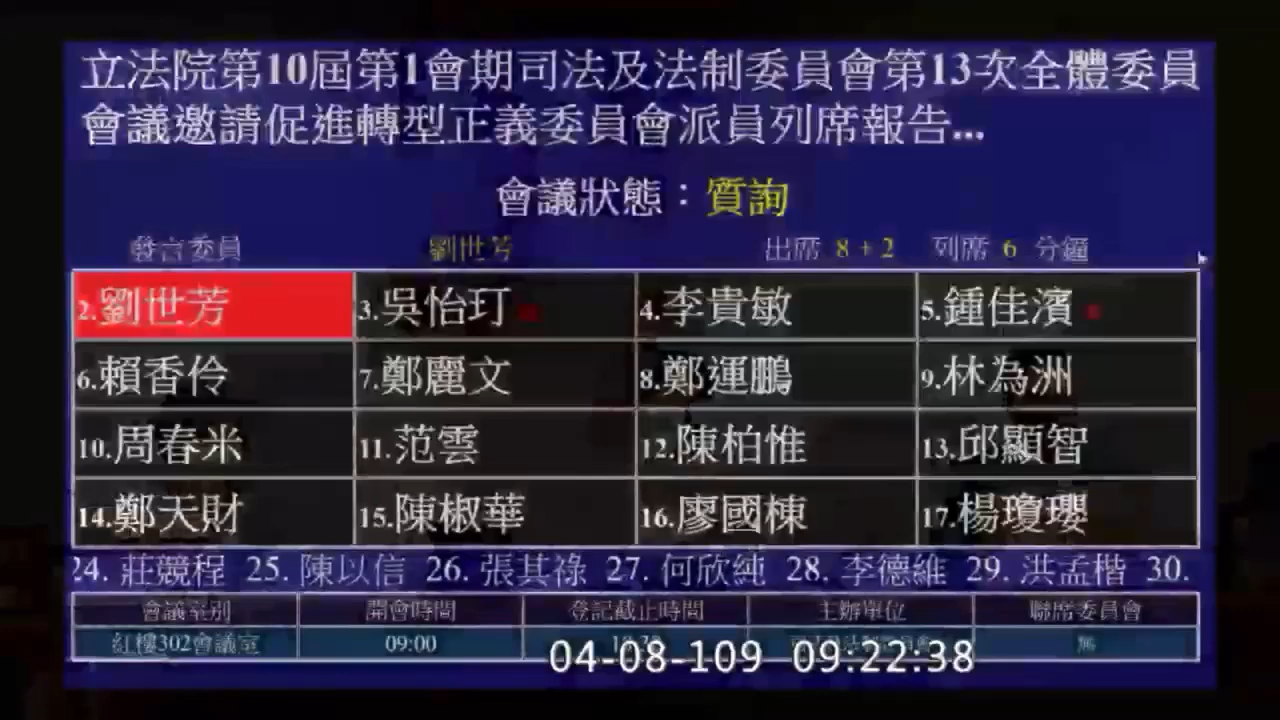 立法院第10屆第1會期司法及法制委員會第13次全體委員
會議邀請促進轉型正義委員會派員列席報告...
會議狀態：質詢
發言委員 劉世芳 出席 8 + 2 列席 6 分鐘
2.劉世芳 3.吳怡玎 4.李貴敏 5.鍾佳濱
6.賴香伶 7.鄭麗文 8.鄭運鵬 9.林為洲
10.周春米 11.范雲 12.陳柏惟 13.邱顯智
14.鄭天財 15.陳椒華 16.廖國棟 17.楊瓊瓔
24. 莊競程 25. 陳以信 26. 張其祿 27. 何欣純 28. 李德維 29. 洪孟楷 30.
會議室別 開會時間 登記截止時間 主辦單位 聯席委員會
紅樓302會議室 09:00 無
04-08-109 09:22:38